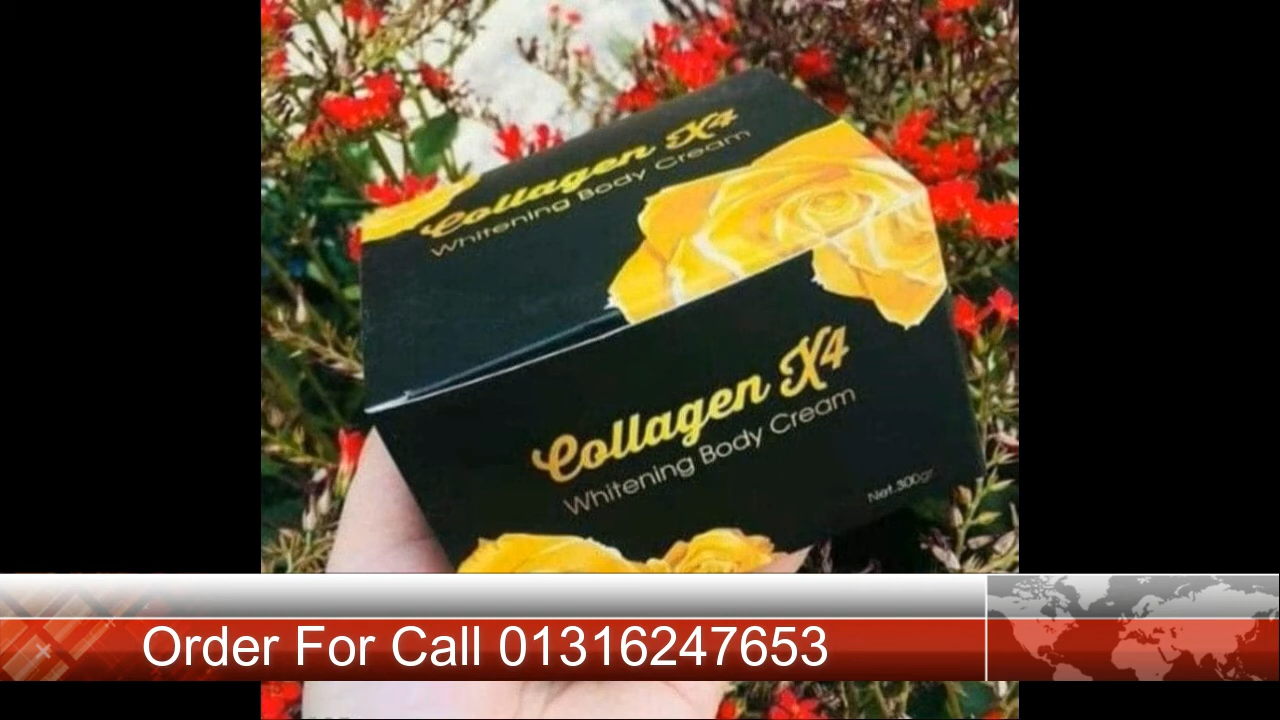 Collagen X4
Whitening Body Cream
Collagen X4
Whitening Body Cream
Net.300gr
Order For Call 01316247653